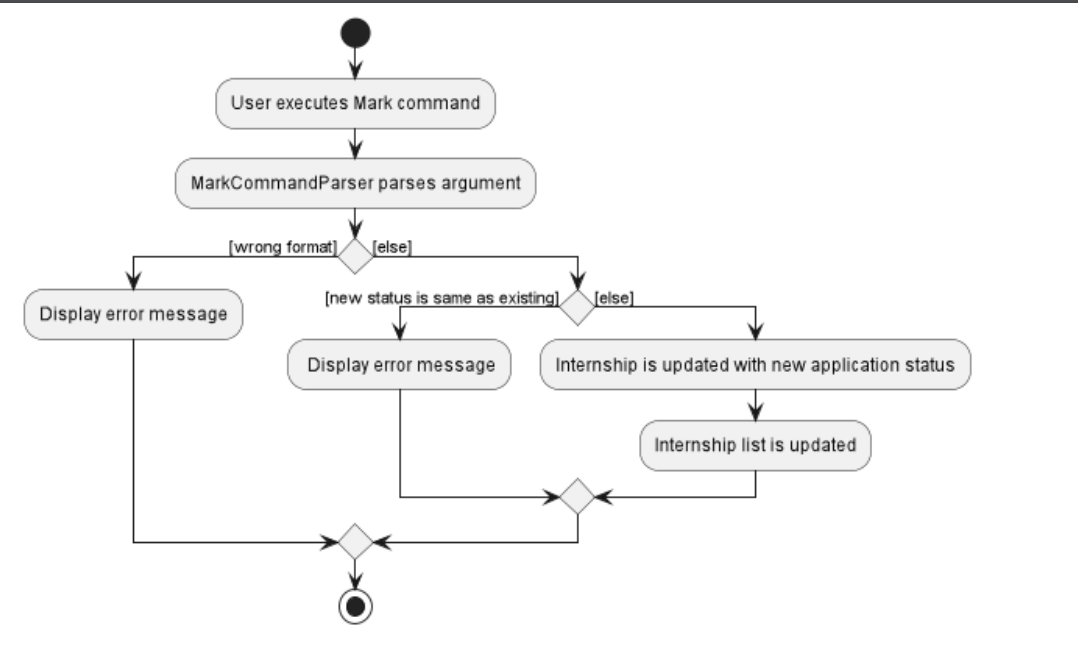 User executes Mark command
MarkCommandParser parses argument
[wrong format]
[else]
[new status is same as existing]
[else]
Display error message
Display error message
Internship is updated with new application status
Internship list is updated